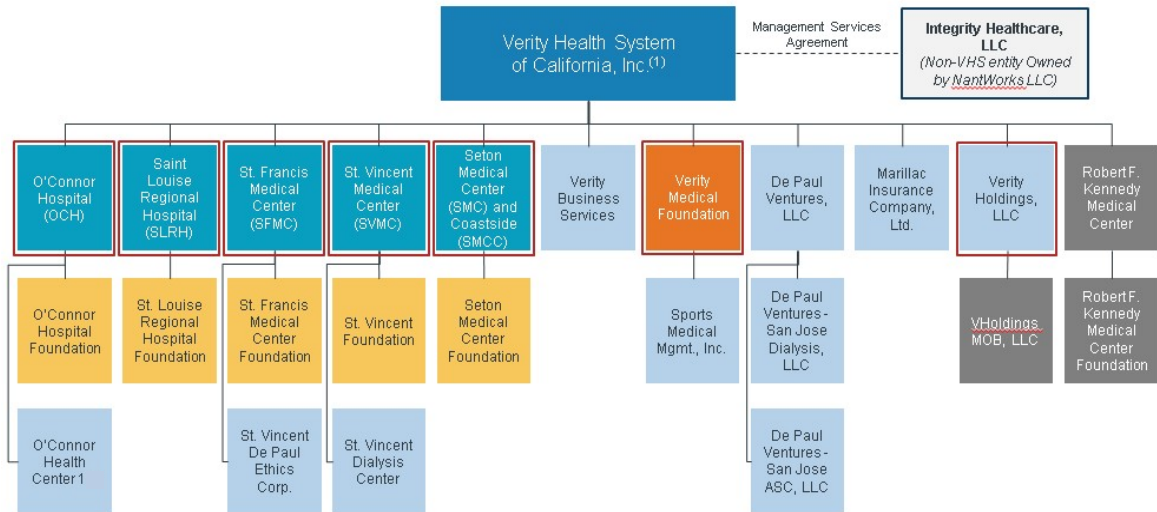 Verity Health System
of California, Inc.(1)
Management Services
Agreement
Integrity Healthcare,
LLC
(Non-VHS entity Owned
by NantWorks LLC)
O'Connor
Hospital
(OCH)
Saint
Louise
Regional
Hospital
(SLRH)
St. Francis
Medical
Center
(SFMC)
St. Vincent
Medical
Center
(SVMC)
Seton
Medical
Center
(SMC) and
Coastside
(SMCC)
Verity
Business
Services
Verity
Medical
Foundation
De Paul
Ventures,
LLC
Marillac
Insurance
Company,
Ltd.
Verity
Holdings,
LLC
Robert F.
Kennedy
Medical
Center
O'Connor
Hospital
Foundation
St. Louise
Regional
Hospital
Foundation
St. Francis
Medical
Center
Foundation
St. Vincent
Foundation
Seton
Medical
Center
Foundation
Sports
Medical
Mgmt., Inc.
De Paul
Ventures -
San Jose
Dialysis,
LLC
VHoldings
MOB, LLC
Robert F.
Kennedy
Medical
Center
Foundation
O'Connor
Health
Center 1
St. Vincent
De Paul
Ethics
Corp.
St. Vincent
Dialysis
Center
De Paul
Ventures -
San Jose
ASC, LLC